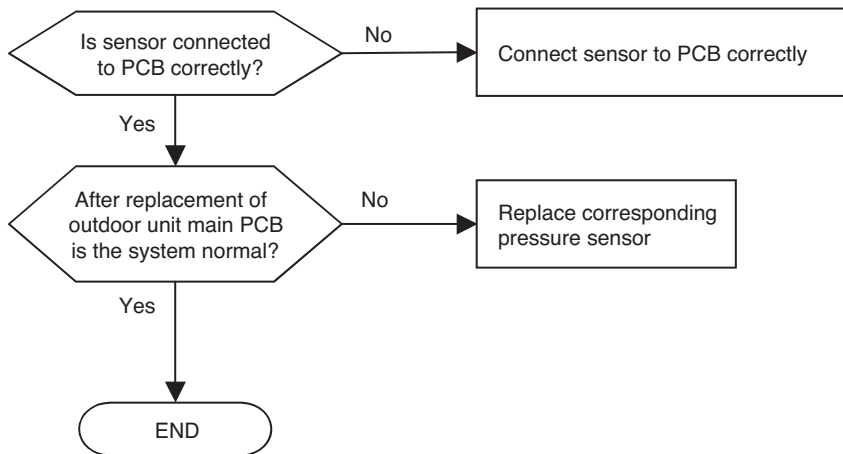 Is sensor connected
to PCB correctly?
No
Connect sensor to PCB correctly
Yes
After replacement of
outdoor unit main PCB
is the system normal?
No
Replace corresponding
pressure sensor
Yes
END